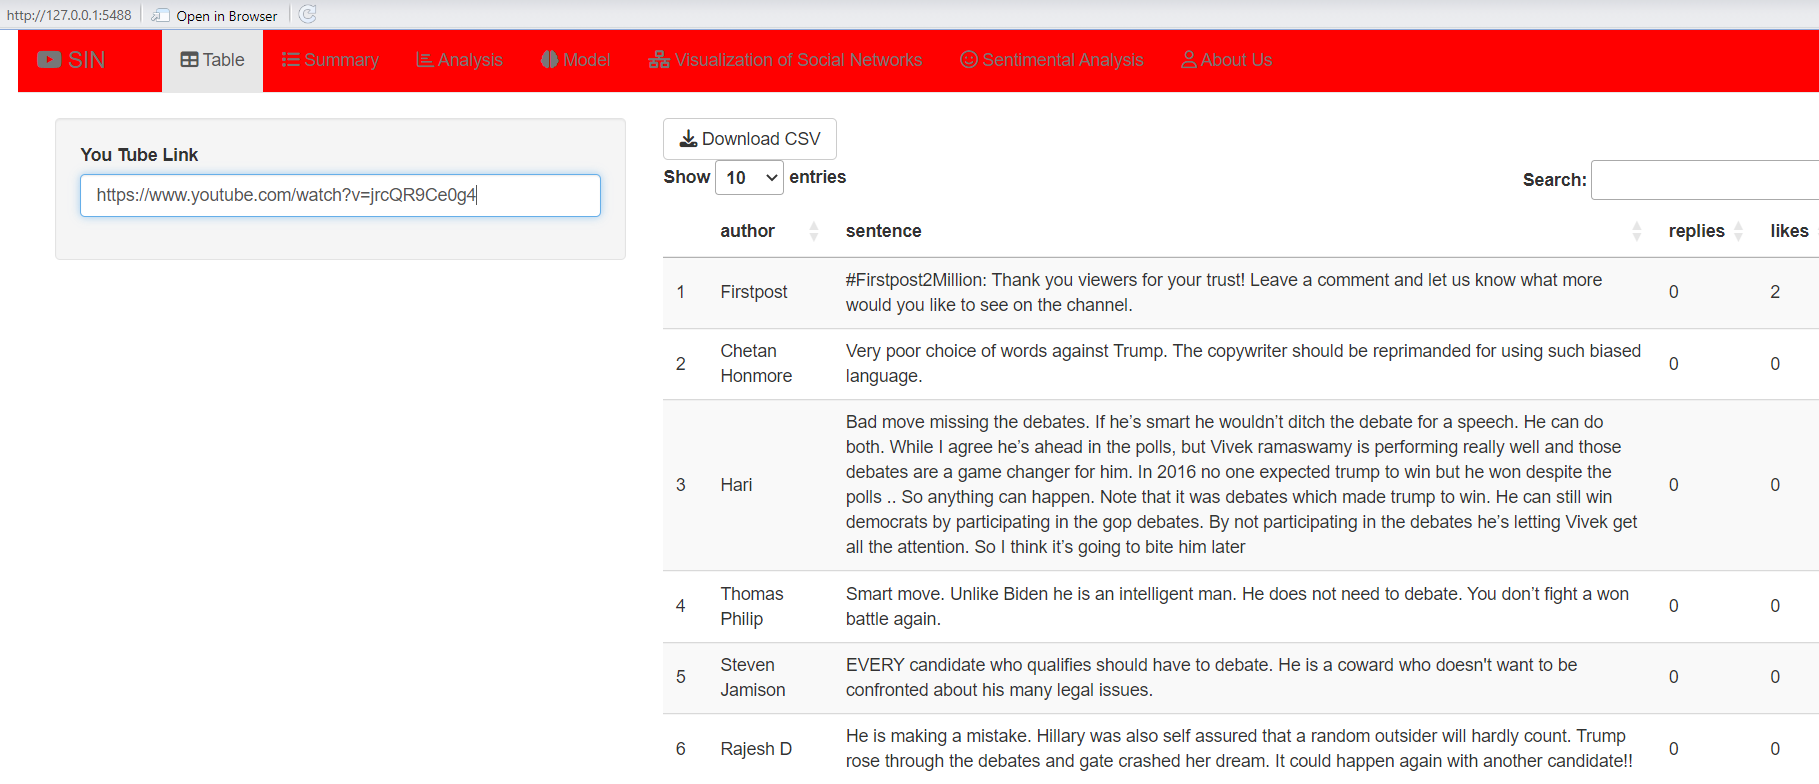 http://127.0.0.1:5488 Open in Browser
SIN Table Summary Analysis Model Visualization of Social Networks Sentimental Analysis About Us
You Tube Link
https://www.youtube.com/watch?v=jrcQR9Ce0g4
Download CSV
Show 10 entries
Search:
author sentence replies likes
1 Firstpost #Firstpost2Million: Thank you viewers for your trust! Leave a comment and let us know what more
would you like to see on the channel. 0 2
2 Chetan Honmore Very poor choice of words against Trump. The copywriter should be reprimanded for using such biased
language. 0 0
3 Hari Bad move missing the debates. If he’s smart he wouldn’t ditch the debate for a speech. He can do
both. While I agree he’s ahead in the polls, but Vivek ramaswamy is performing really well and those
debates are a game changer for him. In 2016 no one expected trump to win but he won despite the
polls .. So anything can happen. Note that it was debates which made trump to win. He can still win
democrats by participating in the gop debates. By not participating in the debates he’s letting Vivek get
all the attention. So I think it’s going to bite him later 0 0
4 Thomas Philip Smart move. Unlike Biden he is an intelligent man. He does not need to debate. You don’t fight a won
battle again. 0 0
5 Steven Jamison EVERY candidate who qualifies should have to debate. He is a coward who doesn't want to be
confronted about his many legal issues. 0 0
6 Rajesh D He is making a mistake. Hillary was also self assured that a random outsider will hardly count. Trump
rose through the debates and gate crashed her dream. It could happen again with another candidate!! 0 0